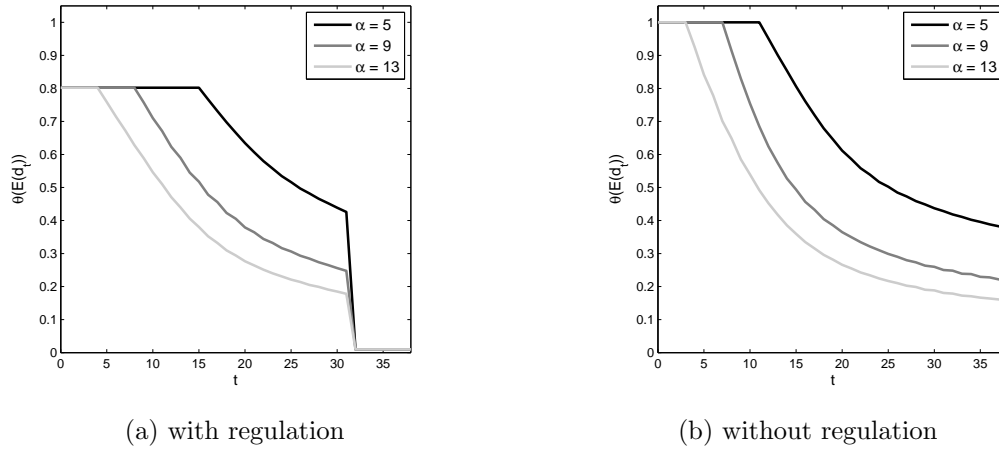 1
0.9
0.8
0.7
0.6
0.5
0.4
0.3
0.2
0.1
0
θ(E(d_t))
α = 5
α = 9
α = 13
0 5 10 15 20 25 30 35
t
(a) with regulation
1
0.9
0.8
0.7
0.6
0.5
0.4
0.3
0.2
0.1
0
θ(E(d_t))
α = 5
α = 9
α = 13
0 5 10 15 20 25 30 35
t
(b) without regulation